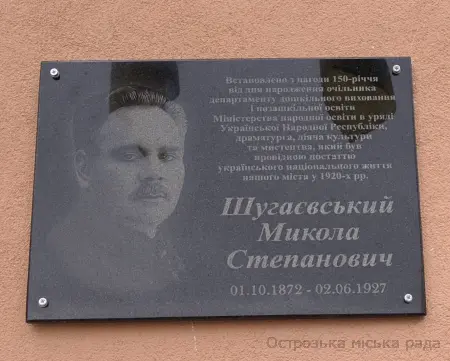 Встановлено з нагоди 150-річчя
від дня народження очільника
департаменту дошкільного виховання
і позашкільної освіти
Міністерства народної освіти в уряді
Української Народної Республіки,
драматурга, діяча культури
та мистецтва, який був
провідною постаттю
українського національного життя
нашого міста у 1920-х рр.
Шугаєвський
Микола
Степанович
01.10.1872 - 02.06.1927
Острозька міська рада